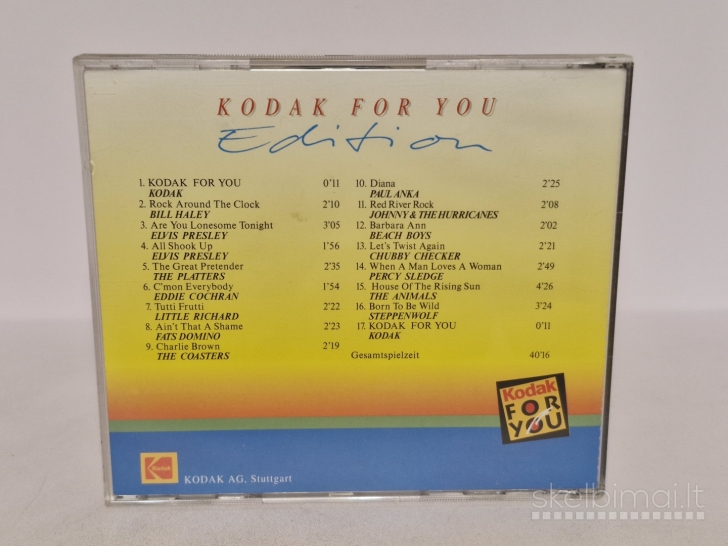 KODAK FOR YOU
Edition
1. KODAK FOR YOU 0'11
KODAK
2. Rock Around The Clock 2'10
BILL HALEY
3. Are You Lonesome Tonight 3'05
ELVIS PRESLEY
4. All Shook Up 1'56
ELVIS PRESLEY
5. The Great Pretender 2'35
THE PLATTERS
6. C'mon Everybody 1'54
EDDIE COCHRAN
7. Tutti Frutti 2'22
LITTLE RICHARD
8. Ain't That A Shame 2'23
FATS DOMINO
9. Charlie Brown 2'19
THE COASTERS
10. Diana 2'25
PAUL ANKA
11. Red River Rock 2'08
JOHNNY & THE HURRICANES
12. Barbara Ann 2'02
BEACH BOYS
13. Let's Twist Again 2'21
CHUBBY CHECKER
14. When A Man Loves A Woman 2'49
PERCY SLEDGE
15. House Of The Rising Sun 4'26
THE ANIMALS
16. Born To Be Wild 3'24
STEPPENWOLF
17. KODAK FOR YOU 0'11
KODAK
Gesamtspielzeit 40'16
Kodak
FOR
YOU
Kodak
KODAK AG, Stuttgart
skelbimai.lt